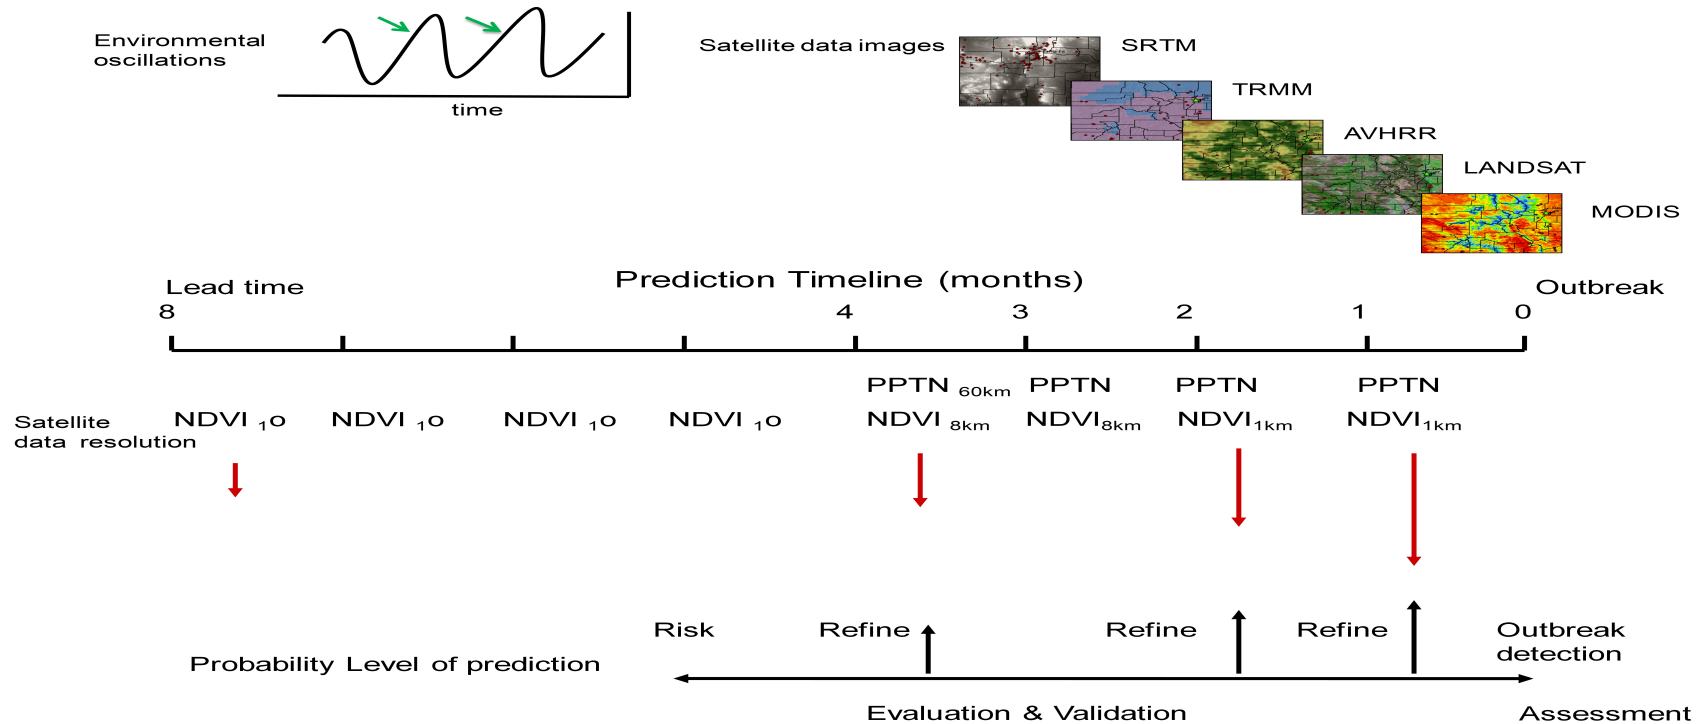 Environmental
oscillations
time
Satellite data images
SRTM
TRMM
AVHRR
LANDSAT
MODIS
Lead time
Prediction Timeline (months)
Outbreak
8 4 3 2 1 0
PPTN 60km PPTN PPTN PPTN
Satellite
data resolution
NDVI 1o NDVI 1o NDVI 1o NDVI 1o NDVI 8km NDVI8km NDVI1km NDVI1km
Risk Refine Refine Refine Outbreak
detection
Probability Level of prediction
Evaluation & Validation
Assessment